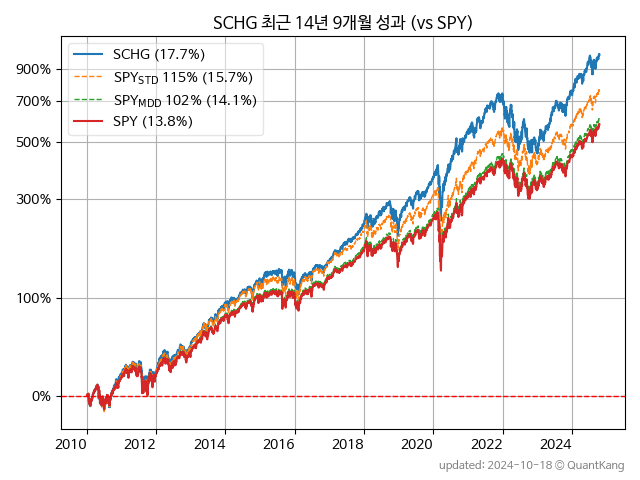 SCHG 최근 14년 9개월 성과 (vs SPY)
SCHG (17.7%)
SPY_STD 115% (15.7%)
SPY_MDD 102% (14.1%)
SPY (13.8%)
900%
700%
500%
300%
100%
0%
2010 2012 2014 2016 2018 2020 2022 2024
updated: 2024-10-18 © QuantKang